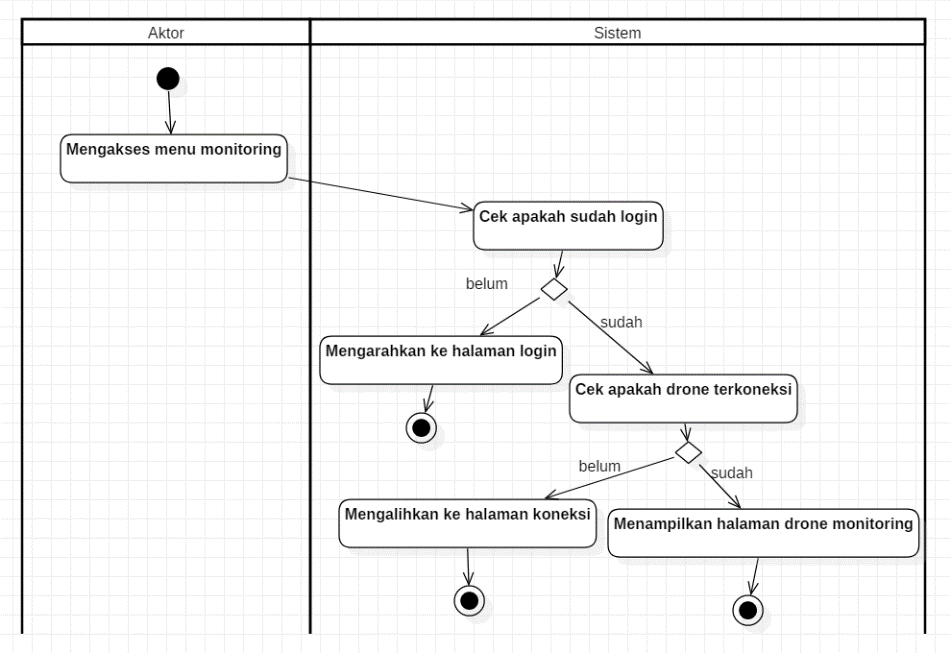 Aktor
Sistem
Mengakses menu monitoring
Cek apakah sudah login
belum
sudah
Mengarahkan ke halaman login
Cek apakah drone terkoneksi
belum
sudah
Mengalihkan ke halaman koneksi
Menampilkan halaman drone monitoring